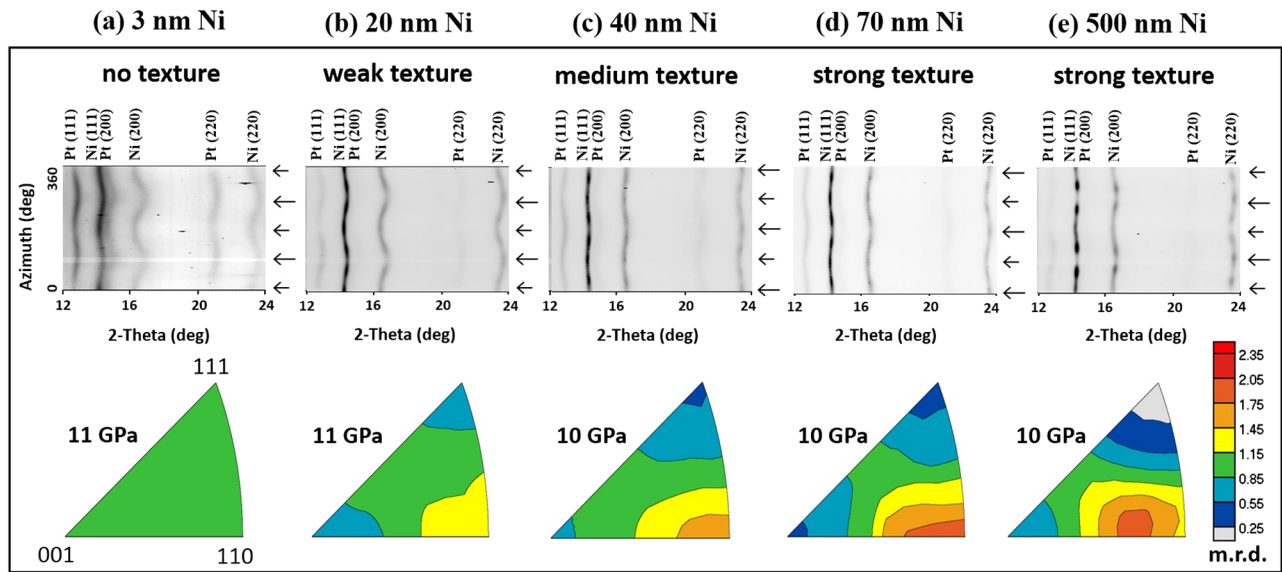 (a) 3 nm Ni (b) 20 nm Ni (c) 40 nm Ni (d) 70 nm Ni (e) 500 nm Ni
no texture weak texture medium texture strong texture strong texture
Pt (111) Ni (111) Pt (200) Ni (200) Pt (220) Ni (220) Pt (111) Ni (111) Pt (200) Ni (200) Pt (220) Ni (220) Pt (111) Ni (111) Pt (200) Ni (200) Pt (220) Ni (220) Pt (111) Ni (111) Pt (200) Ni (200) Pt (220) Ni (220) Pt (111) Ni (111) Pt (200) Ni (200) Pt (220) Ni (220)
Azimuth (deg)
360
0
12 16 20 24 12 16 20 24 12 16 20 24 12 16 20 24 12 16 20 24
2-Theta (deg) 2-Theta (deg) 2-Theta (deg) 2-Theta (deg) 2-Theta (deg)
111
11 GPa 11 GPa 10 GPa 10 GPa 10 GPa
001 110
2.35
2.05
1.75
1.45
1.15
0.85
0.55
0.25
m.r.d.